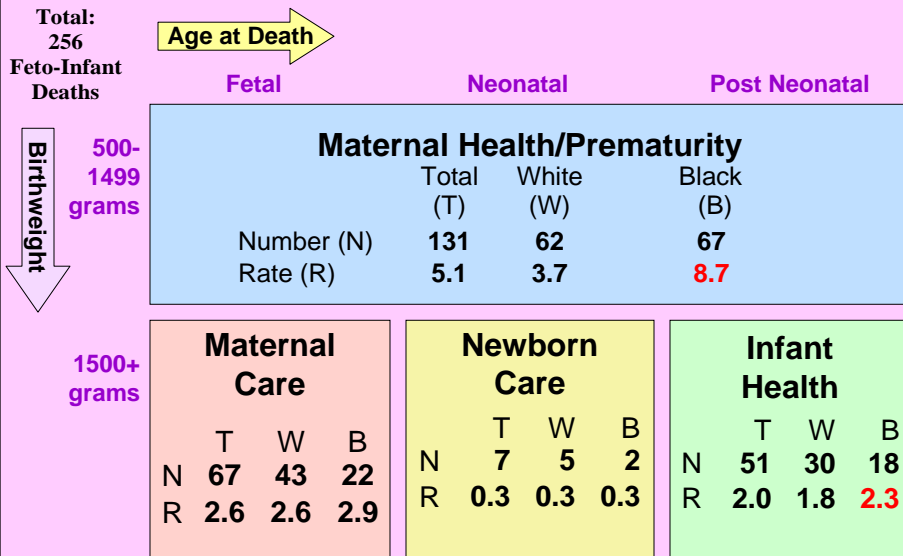 Total:
256
Feto-Infant
Deaths
Age at Death
Fetal
Neonatal
Post Neonatal
Birthweight
500-
1499
grams
Maternal Health/Prematurity
Total White Black
(T) (W) (B)
Number (N) 131 62 67
Rate (R) 5.1 3.7 8.7
1500+
grams
Maternal
Care
T W B
N 67 43 22
R 2.6 2.6 2.9
Newborn
Care
T W B
N 7 5 2
R 0.3 0.3 0.3
Infant
Health
T W B
N 51 30 18
R 2.0 1.8 2.3